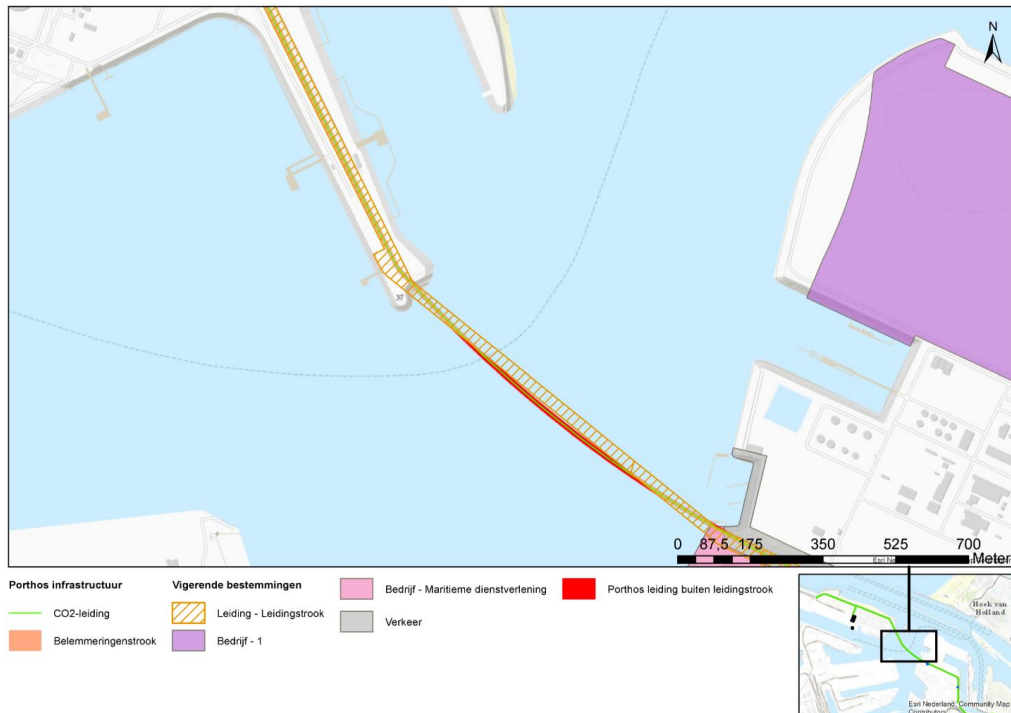 N
37
0 87,5 175 350 525 700
Meter
Porthos infrastructuur
CO2-leiding
Belemmeringenstrook
Vigerende bestemmingen
Leiding - Leidingstrook
Bedrijf - 1
Bedrijf - Maritieme dienstverlening
Verkeer
Porthos leiding buiten leidingstrook
Hoek van
Holland
Esri Nederland, Community Map
Contributors